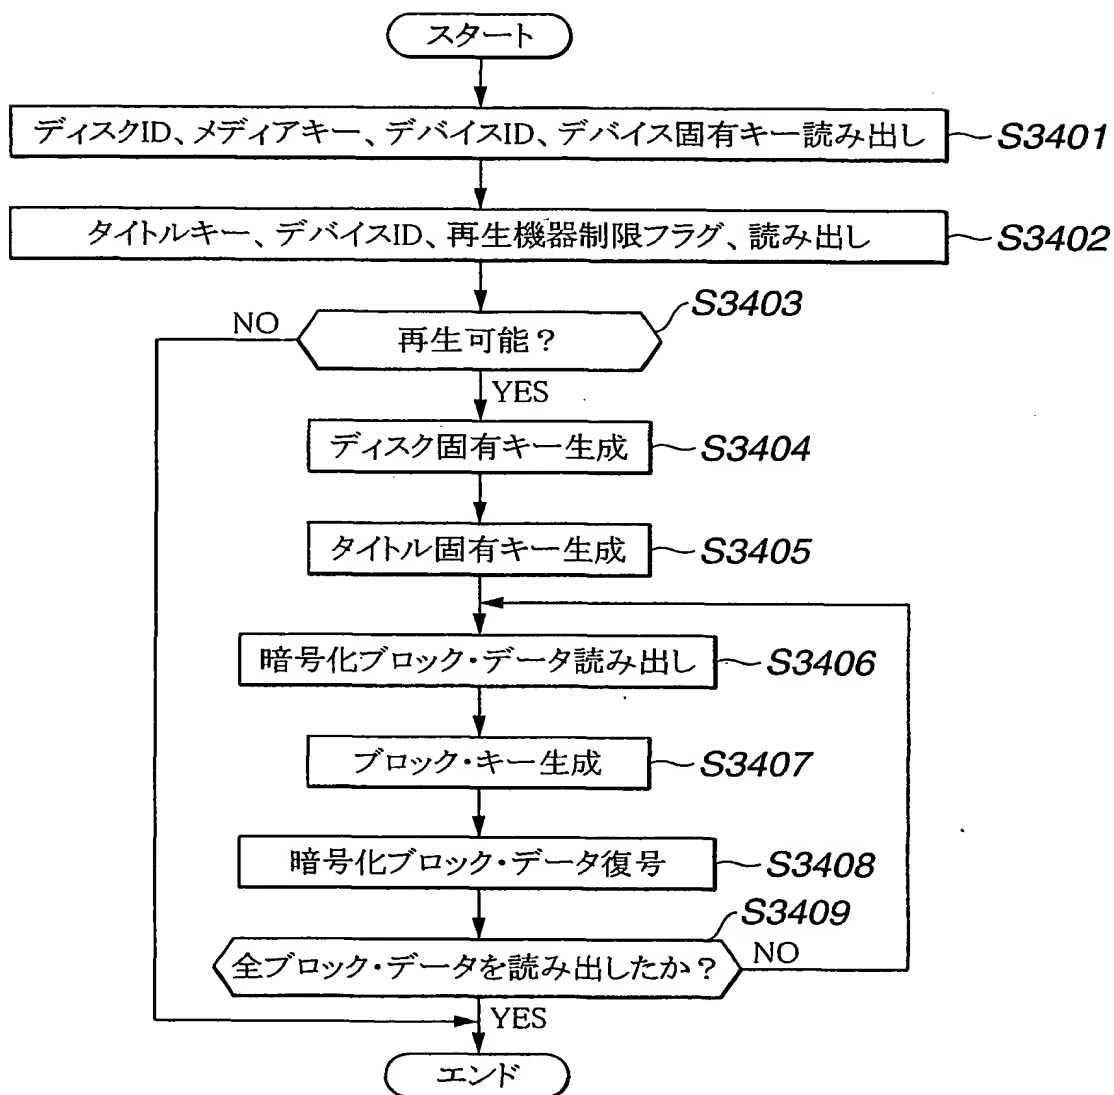 スタート
ディスクID、メディアキー、デバイスID、デバイス固有キー読み出し S3401
タイトルキー、デバイスID、再生機器制限フラグ、読み出し S3402
S3403
NO
再生可能？
YES
ディスク固有キー生成 S3404
タイトル固有キー生成 S3405
暗号化ブロック・データ読み出し S3406
ブロック・キー生成 S3407
暗号化ブロック・データ復号 S3408
S3409
全ブロック・データを読み出したか？ NO
YES
エンド